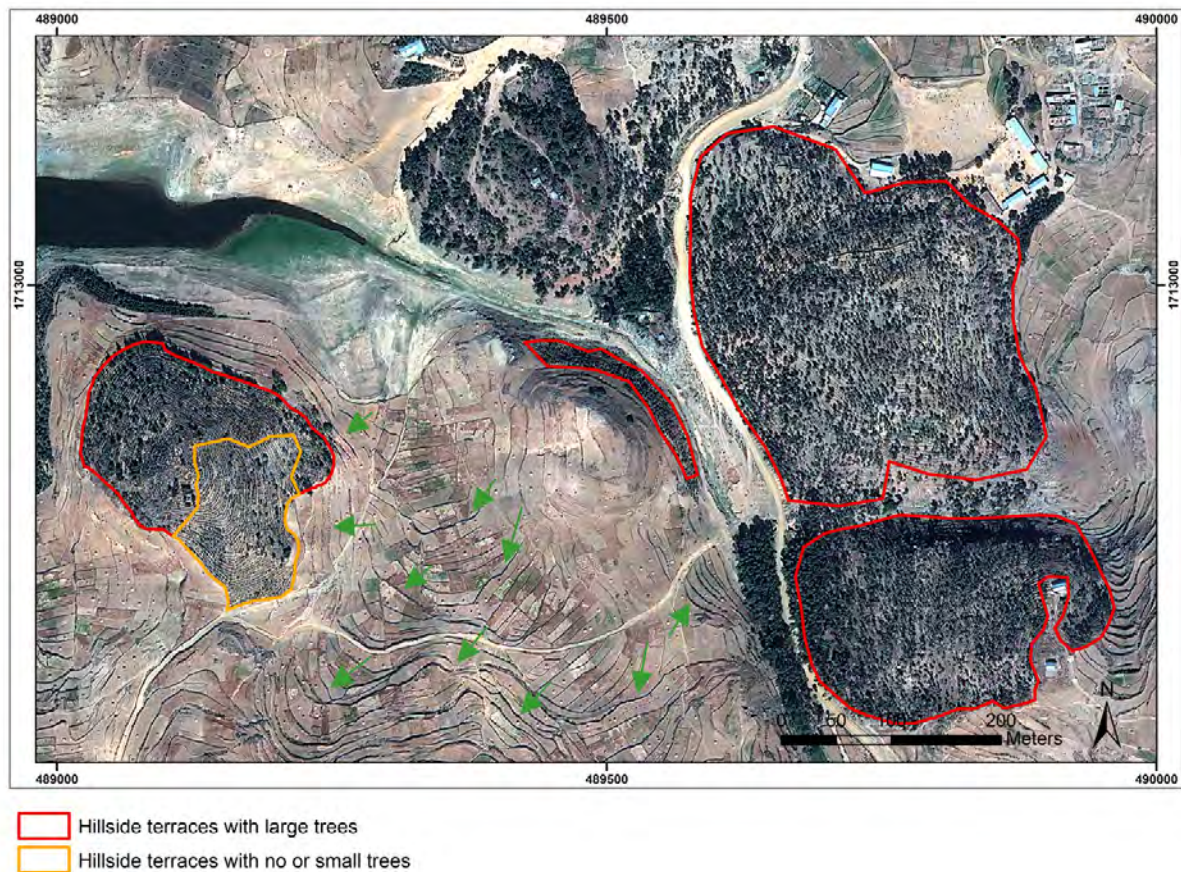 489000 489500 490000
1713000 1713000
N
0 50 100 200
Meters
489000 489500 490000
Hillside terraces with large trees
Hillside terraces with no or small trees